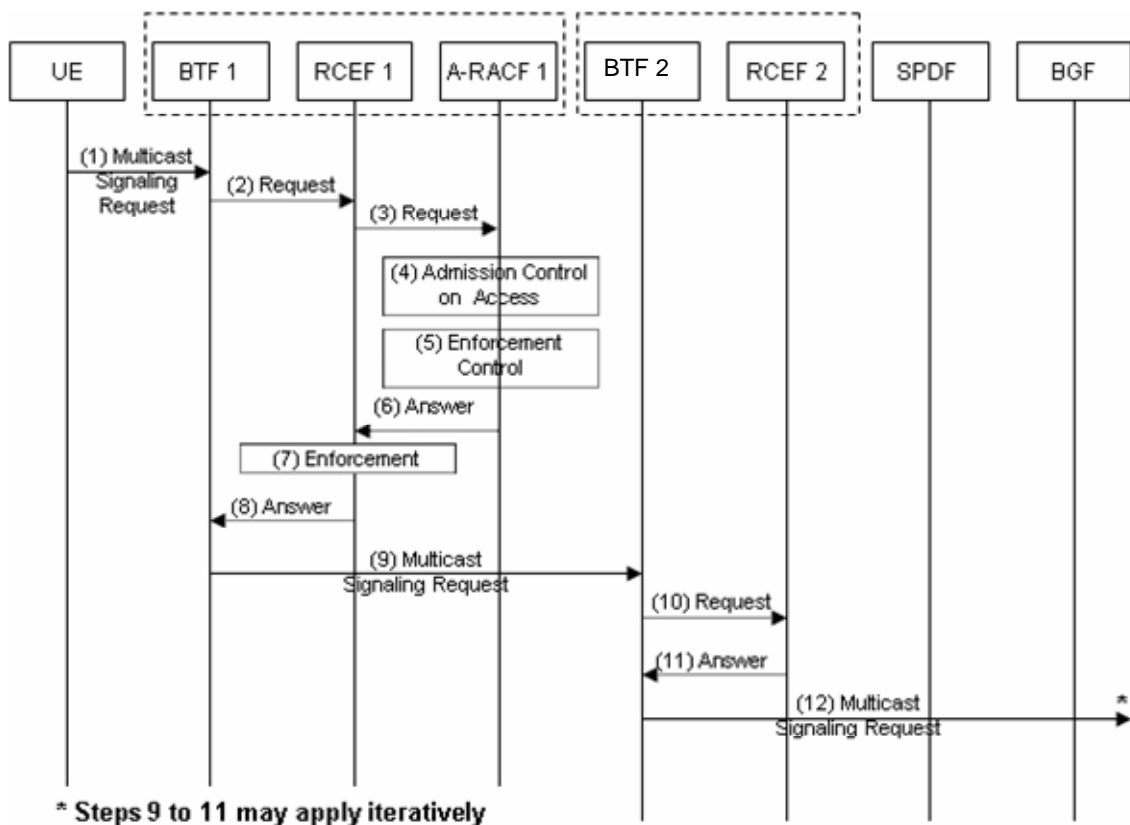 UE
BTF 1
RCEF 1
A-RACF 1
BTF 2
RCEF 2
SPDF
BGF
(1) Multicast
Signaling
Request
(2) Request
(3) Request
(4) Admission Control
on Access
(5) Enforcement
Control
(6) Answer
(7) Enforcement
(8) Answer
(9) Multicast
Signaling Request
(10) Request
(11) Answer
(12) Multicast
Signaling Request
*
* Steps 9 to 11 may apply iteratively